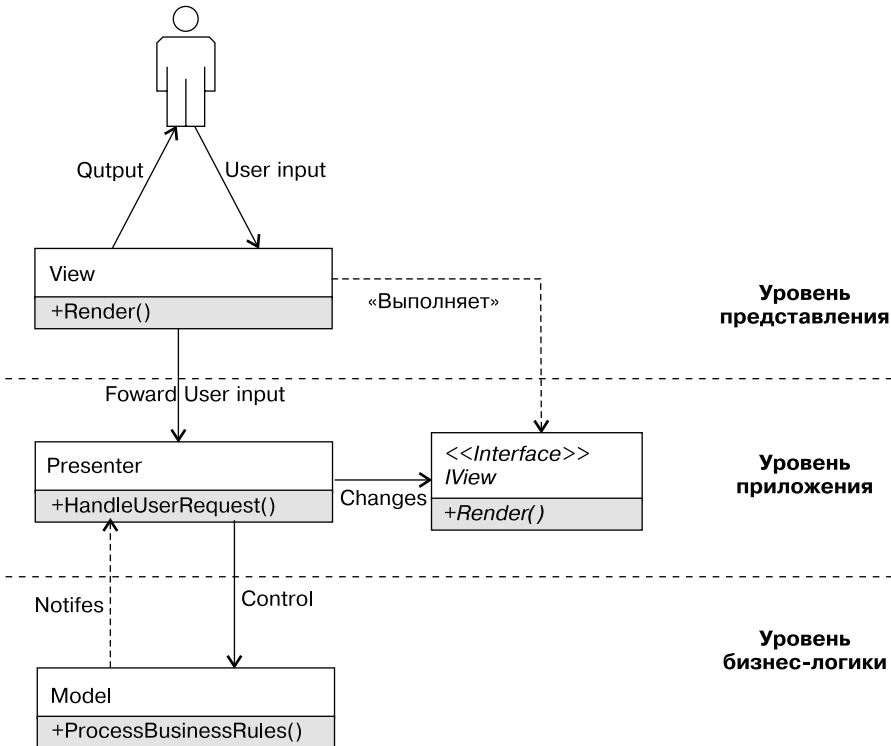 Qutput
User input
View
+Render()
«Выполняет»
Уровень
представления
Foward User input
Presenter
+HandleUserRequest()
Changes
<<Interface>>
IView
+Render()
Уровень
приложения
Notifes
Control
Уровень
бизнес-логики
Model
+ProcessBusinessRules()